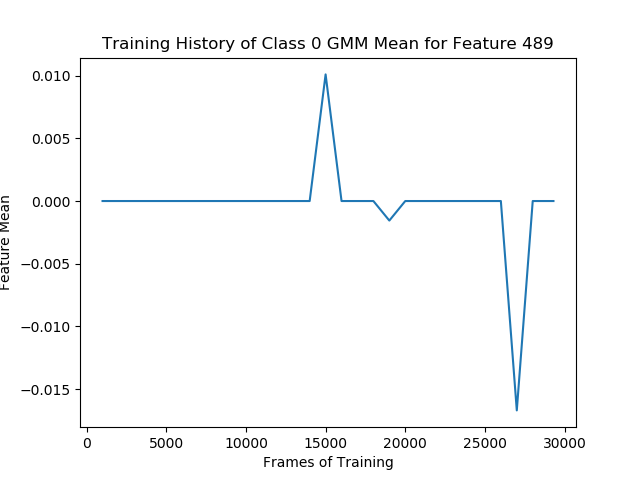 Training History of Class 0 GMM Mean for Feature 489
0.010
0.005
0.000
−0.005
−0.010
−0.015
Feature Mean
0 5000 10000 15000 20000 25000 30000
Frames of Training